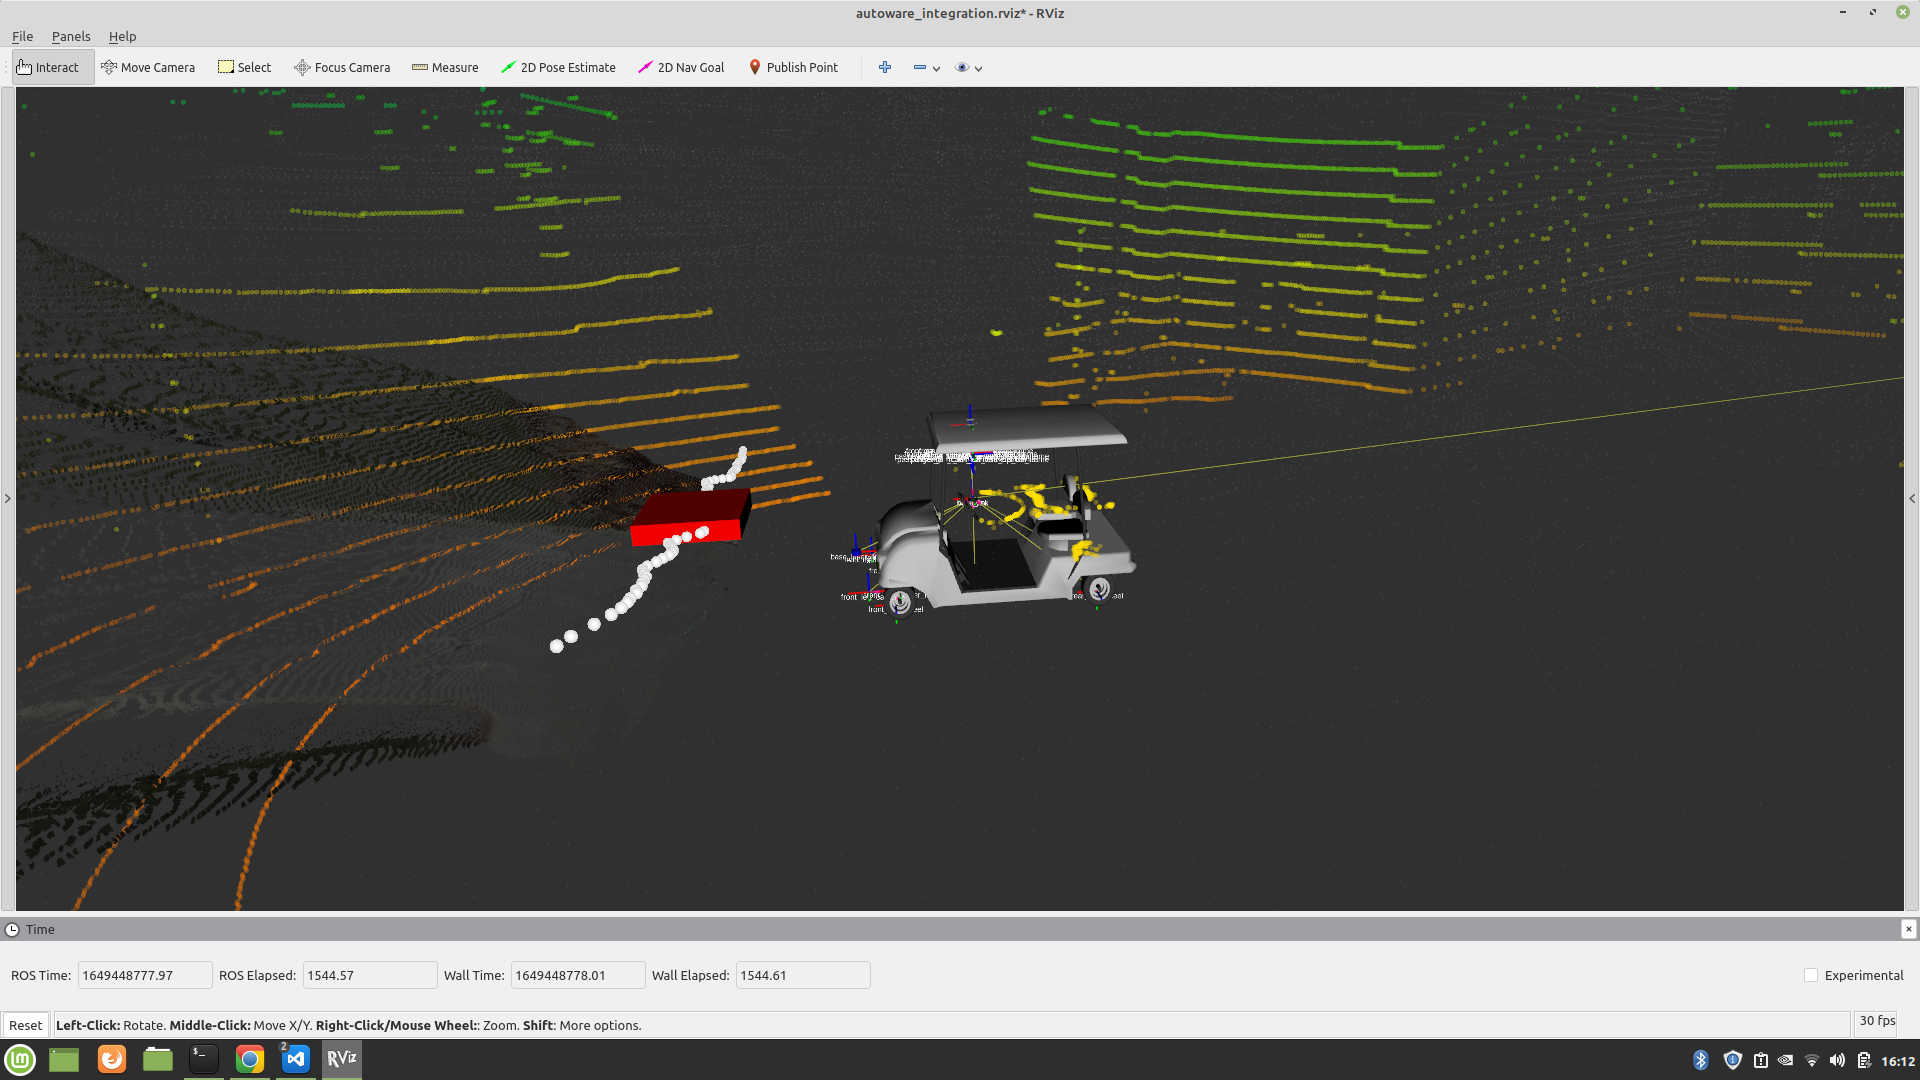 autoware_integration.rviz* - RViz
File Panels Help
Interact Move Camera Select Focus Camera Measure 2D Pose Estimate 2D Nav Goal Publish Point
Time
ROS Time: 1649448777.97 ROS Elapsed: 1544.57 Wall Time: 1649448778.01 Wall Elapsed: 1544.61 Experimental
Reset Left-Click: Rotate. Middle-Click: Move X/Y. Right-Click/Mouse Wheel:: Zoom. Shift: More options. 30 fps
2
RViz
16:12